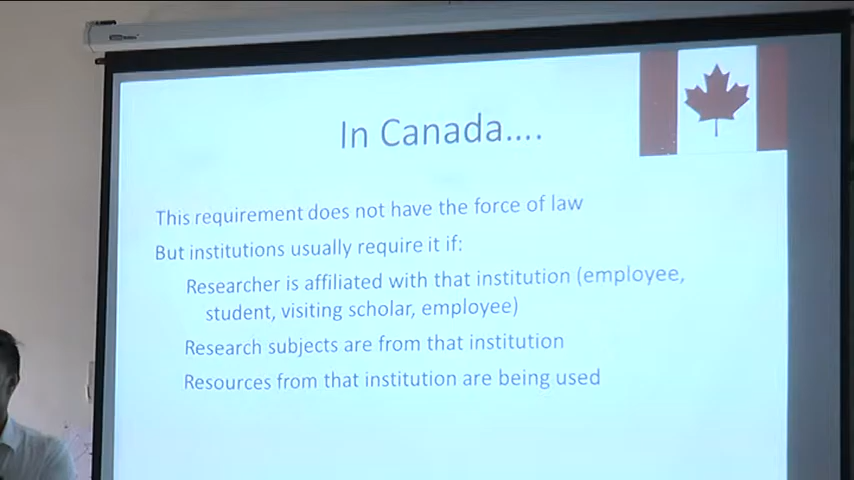 In Canada....
This requirement does not have the force of law
But institutions usually require it if:
Researcher is affiliated with that institution (employee,
student, visiting scholar, employee)
Research subjects are from that institution
Resources from that institution are being used